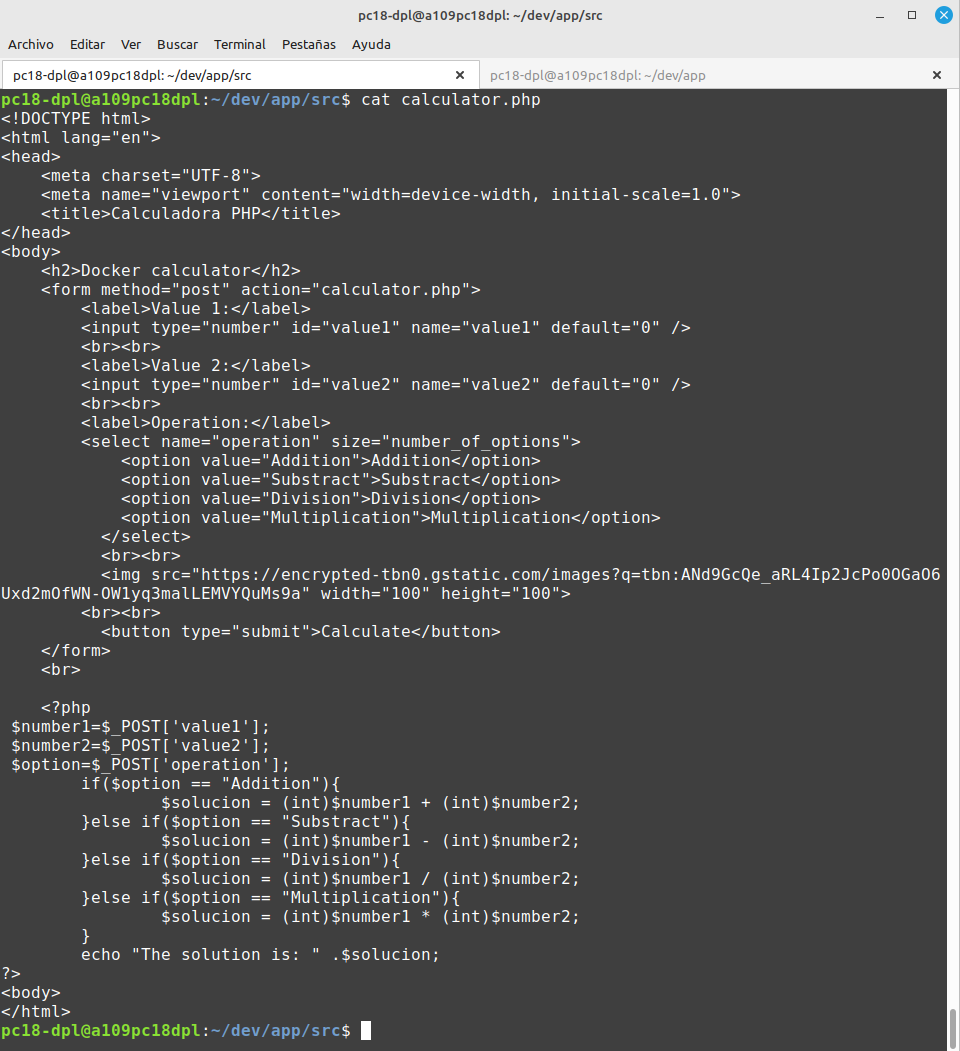 pc18-dpl@a109pc18dpl: ~/dev/app/src
Archivo Editar Ver Buscar Terminal Pestañas Ayuda
pc18-dpl@a109pc18dpl: ~/dev/app/src pc18-dpl@a109pc18dpl: ~/dev/app
pc18-dpl@a109pc18dpl:~/dev/app/src$ cat calculator.php
<!DOCTYPE html>
<html lang="en">
<head>
    <meta charset="UTF-8">
    <meta name="viewport" content="width=device-width, initial-scale=1.0">
    <title>Calculadora PHP</title>
</head>
<body>
    <h2>Docker calculator</h2>
    <form method="post" action="calculator.php">
        <label>Value 1:</label>
        <input type="number" id="value1" name="value1" default="0" />
        <br><br>
        <label>Value 2:</label>
        <input type="number" id="value2" name="value2" default="0" />
        <br><br>
        <label>Operation:</label>
        <select name="operation" size="number_of_options">
            <option value="Addition">Addition</option>
            <option value="Substract">Substract</option>
            <option value="Division">Division</option>
            <option value="Multiplication">Multiplication</option>
          </select>
          <br><br>
          <img src="https://encrypted-tbn0.gstatic.com/images?q=tbn:ANd9GcQe_aRL4Ip2JcPo0OGaO6
Uxd2mOfWN-OW1yq3malLEMVYQuMs9a" width="100" height="100">
        <br><br>
          <button type="submit">Calculate</button>
    </form>
    <br>

    <?php
 $number1=$_POST['value1'];
 $number2=$_POST['value2'];
 $option=$_POST['operation'];
        if($option == "Addition"){
                $solucion = (int)$number1 + (int)$number2;
        }else if($option == "Substract"){
                $solucion = (int)$number1 - (int)$number2;
        }else if($option == "Division"){
                $solucion = (int)$number1 / (int)$number2;
        }else if($option == "Multiplication"){
                $solucion = (int)$number1 * (int)$number2;
        }
        echo "The solution is: " .$solucion;
?>
<body>
</html>
pc18-dpl@a109pc18dpl:~/dev/app/src$